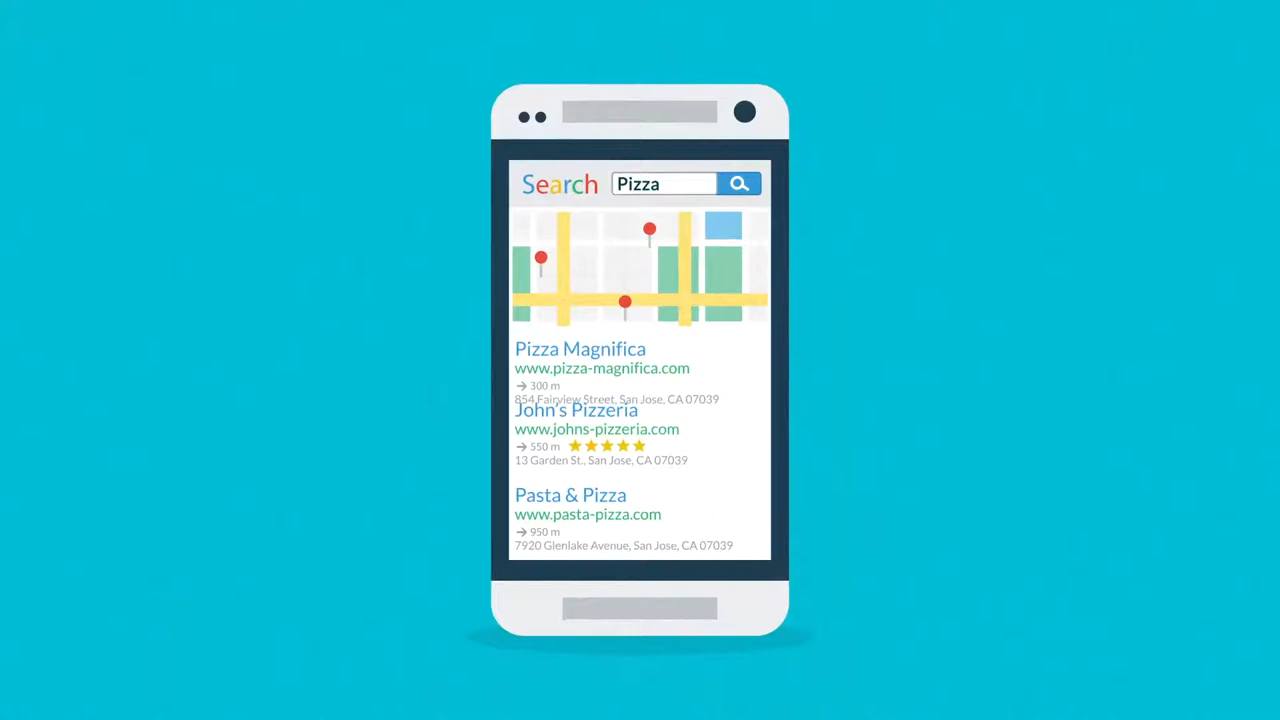 Search Pizza
Pizza Magnifica
www.pizza-magnifica.com
300 m
854 Fairview Street, San Jose, CA 07039
John's Pizzeria
www.johns-pizzeria.com
550 m
13 Garden St., San Jose, CA 07039
Pasta & Pizza
www.pasta-pizza.com
950 m
7920 Glenlake Avenue, San Jose, CA 07039